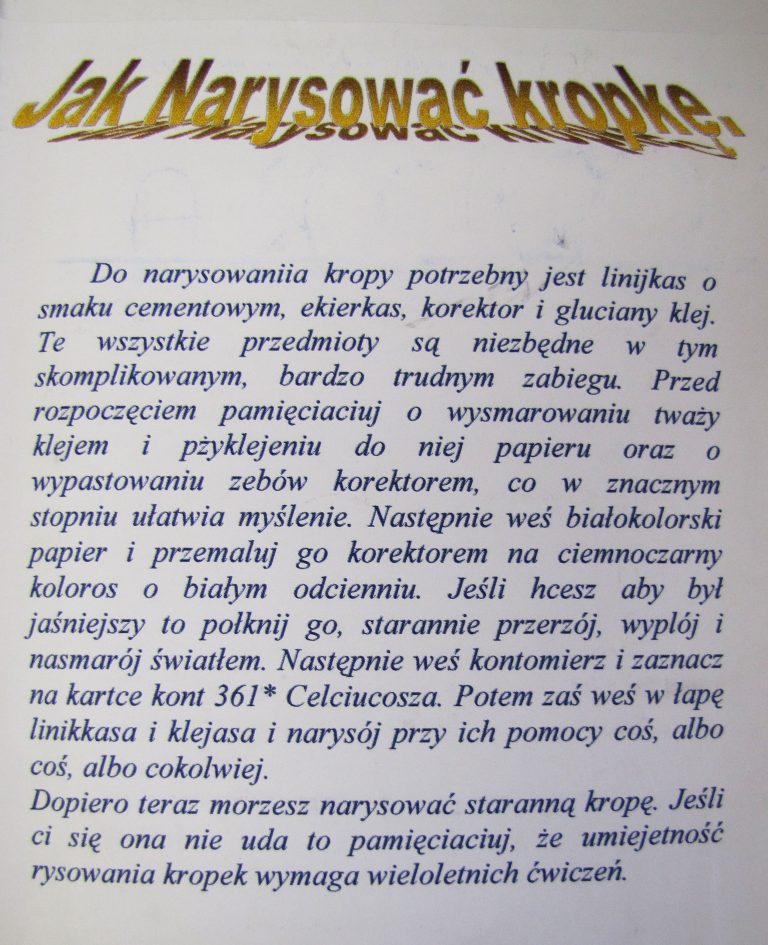 Jak Narysować kropkę.
Do narysowaniia kropy potrzebny jest linijkas o
smaku cementowym, ekierkas, korektor i gluciany klej.
Te wszystkie przedmioty są niezbędne w tym
skomplikowanym, bardzo trudnym zabiegu. Przed
rozpoczęciem pamięciaciuj o wysmarowaniu tważy
klejem i pżyklejeniu do niej papieru oraz o
wypastowaniu zebów korektorem, co w znacznym
stopniu ułatwia myślenie. Następnie weś białokolorski
papier i przemaluj go korektorem na ciemnoczarny
koloros o białym odcienniu. Jeśli hcesz aby był
jaśniejszy to połknij go, starannie przerzój, wyplój i
nasmarój światłem. Następnie weś kontomierz i zaznacz
na kartce kont 361* Celciucosza. Potem zaś weś w łapę
linikkasa i klejasa i narysój przy ich pomocy coś, albo
coś, albo cokolwiej.
Dopiero teraz morzesz narysować staranną kropę. Jeśli
ci się ona nie uda to pamięciaciuj, że umiejetność
rysowania kropek wymaga wieloletnich ćwiczeń.